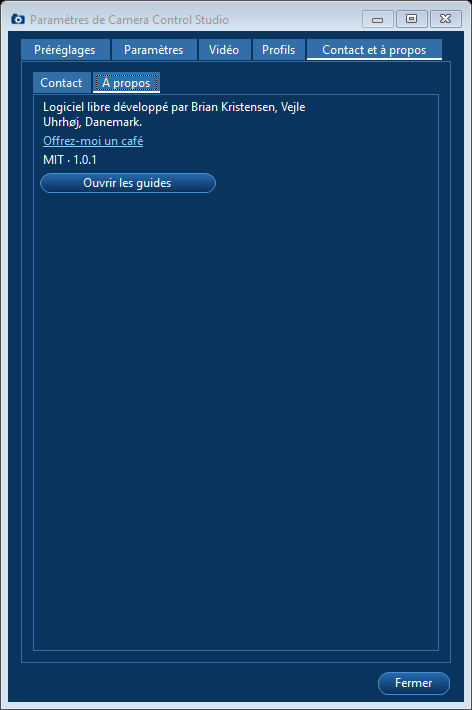 Paramètres de Camera Control Studio
Préréglages
Paramètres
Vidéo
Profils
Contact et à propos
Contact
À propos
Logiciel libre développé par Brian Kristensen, Vejle
Uhrhøj, Danemark.
Offrez-moi un café
MIT · 1.0.1
Ouvrir les guides
Fermer